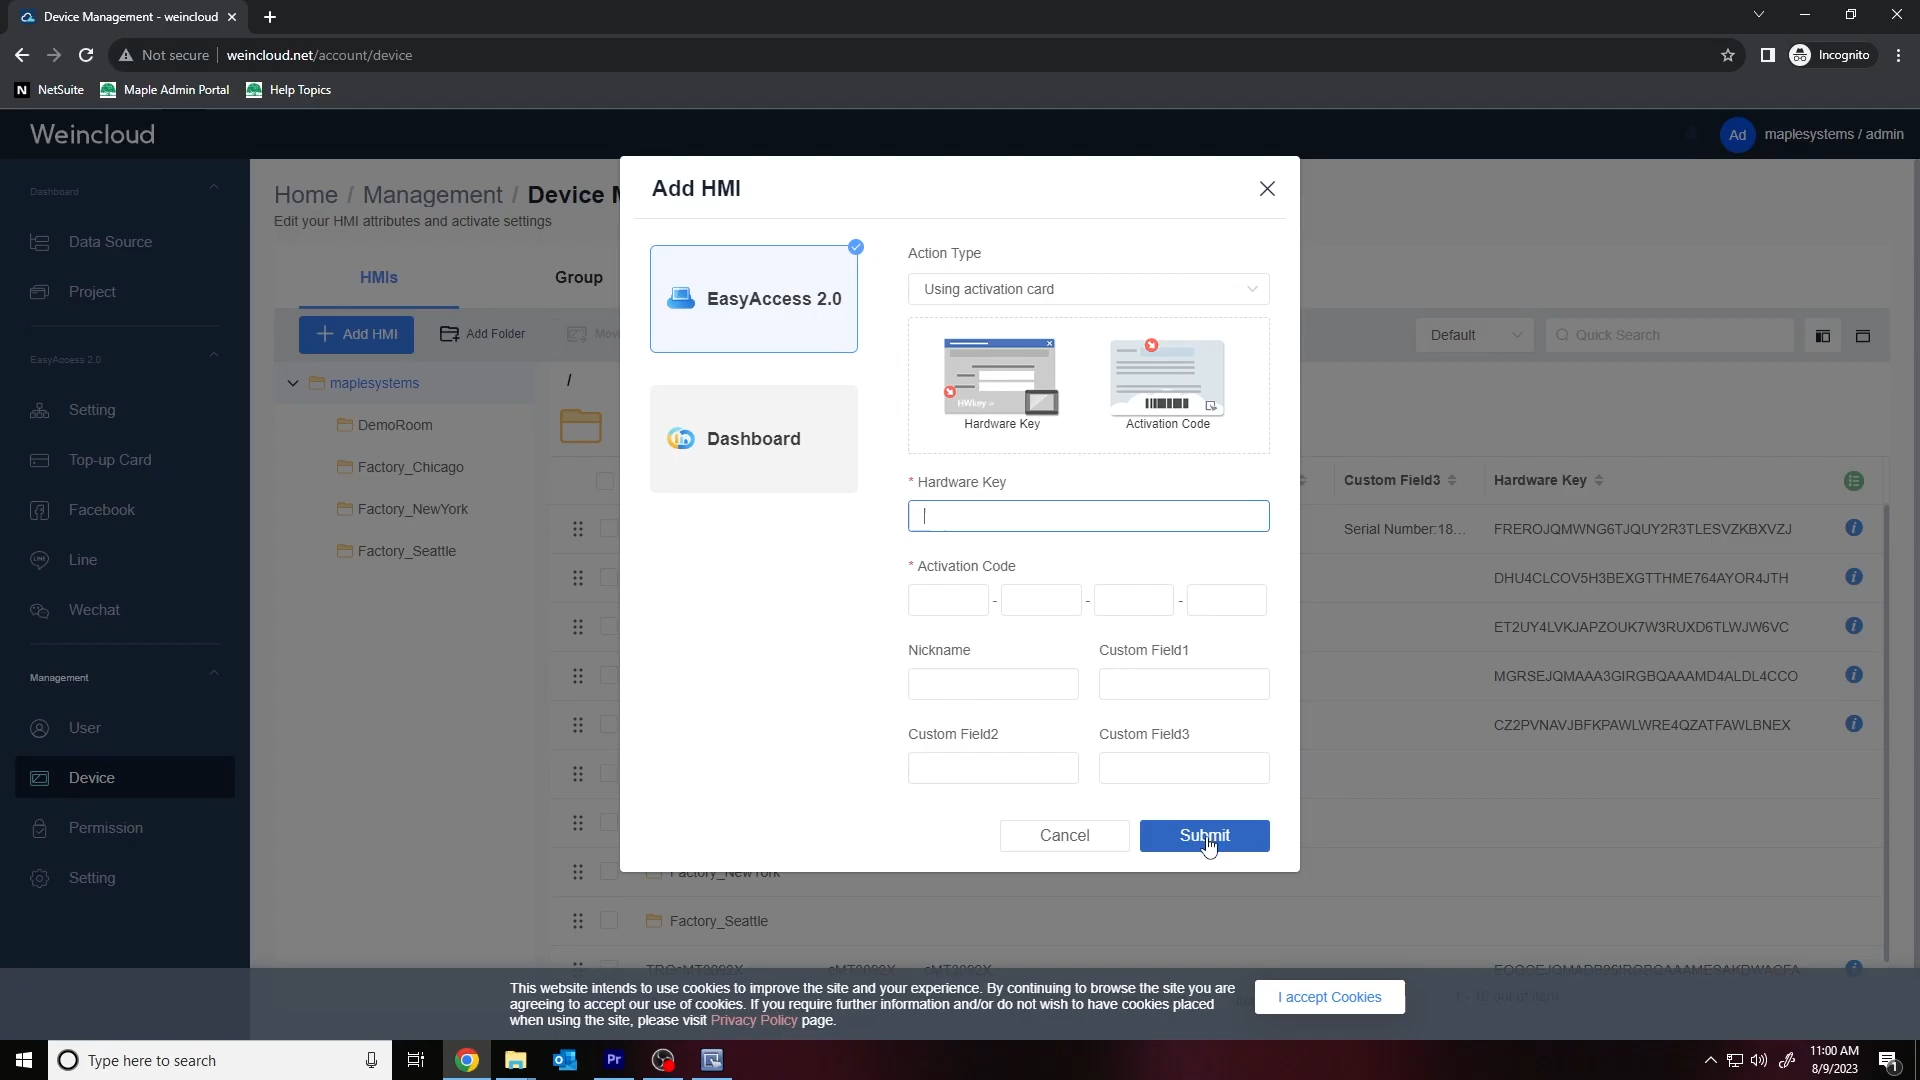 Device Management - weincloud
Not secure
weincloud.net/account/device
Incognito
N NetSuite
Maple Admin Portal
Help Topics
Weincloud
Ad
maplesystems / admin
Dashboard
Data Source
Project
EasyAccess 2.0
Setting
Top-up Card
Facebook
Line
Wechat
Management
User
Device
Permission
Setting
Home / Management / Device M
Edit your HMI attributes and activate settings
HMIs
Group
Add HMI
Add Folder
Default
Quick Search
maplesystems
DemoRoom
Factory_Chicago
Factory_NewYork
Factory_Seattle
/
Custom Field3
Hardware Key
Serial Number:18...
FREROJQMWNG6TJQUY2R3TLESVZKBXVZJ
DHU4CLCOV5H3BEXGTTHME764AYOR4JTH
ET2UY4LVKJAPZOUK7W3RUXD6TLWJW6VC
MGRSEJQMAAA3GIRGBQAAAMD4ALDL4CCO
CZ2PVNAVJBFKPAWLWRE4QZATFAWLBNEX
Factory_NewYork
Factory_Seattle
Add HMI
EasyAccess 2.0
Dashboard
Action Type
Using activation card
HWkey
Hardware Key
Activation Code
* Hardware Key
* Activation Code
- - -
Nickname
Custom Field1
Custom Field2
Custom Field3
Cancel
Submit
This website intends to use cookies to improve the site and your experience. By continuing to browse the site you are
agreeing to accept our use of cookies. If you require further information and/or do not wish to have cookies placed
when using the site, please visit Privacy Policy page.
I accept Cookies
Type here to search
Pr
11:00 AM
8/9/2023
1